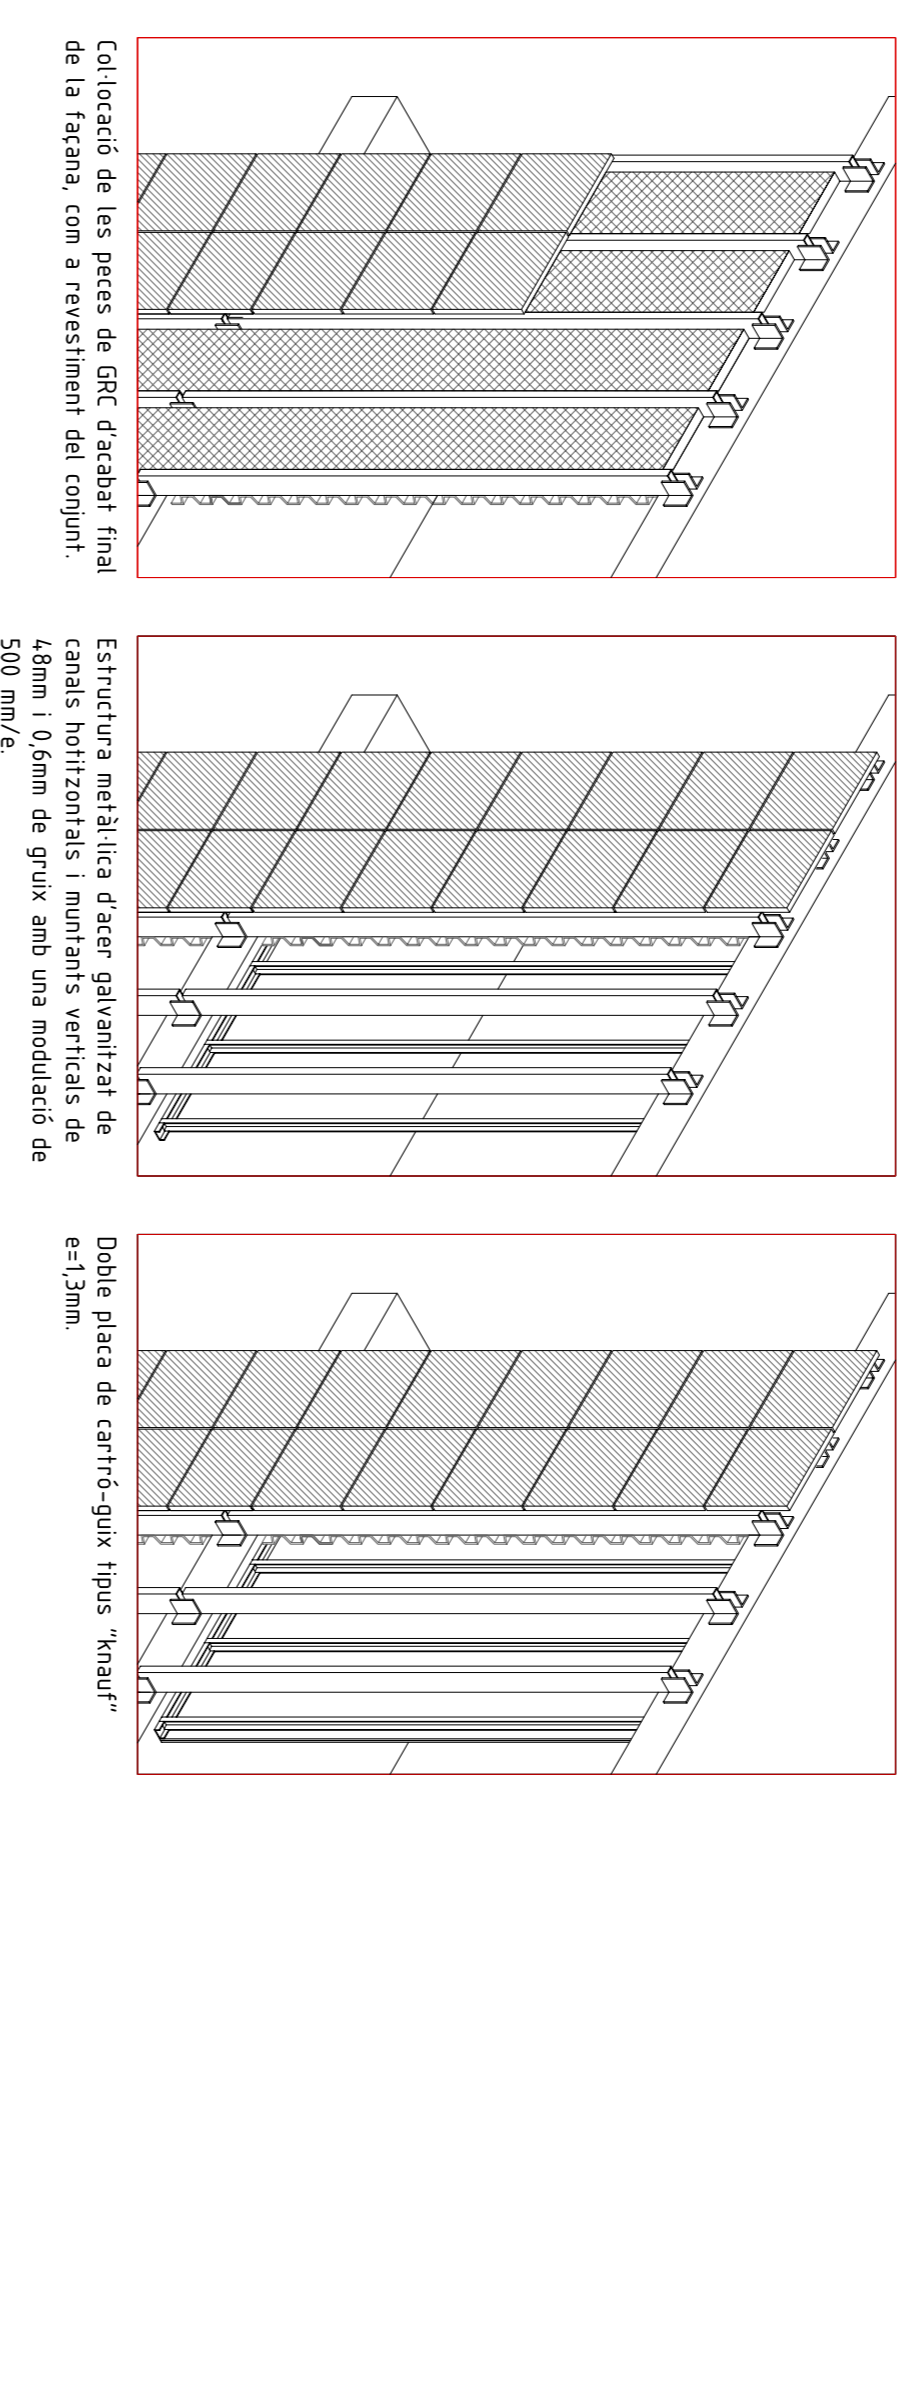 Col·locació de les peces de GRC d'acabat final
de la façana, com a revestiment del conjunt.
Estructura metàl·lica d'acer galvanitzat de
canals hotitzontals i muntants verticals de
48mm i 0,6mm de gruix amb una modulació de
500 mm/e.
Doble placa de cartró-guix tipus "knauf"
e=1,3mm.